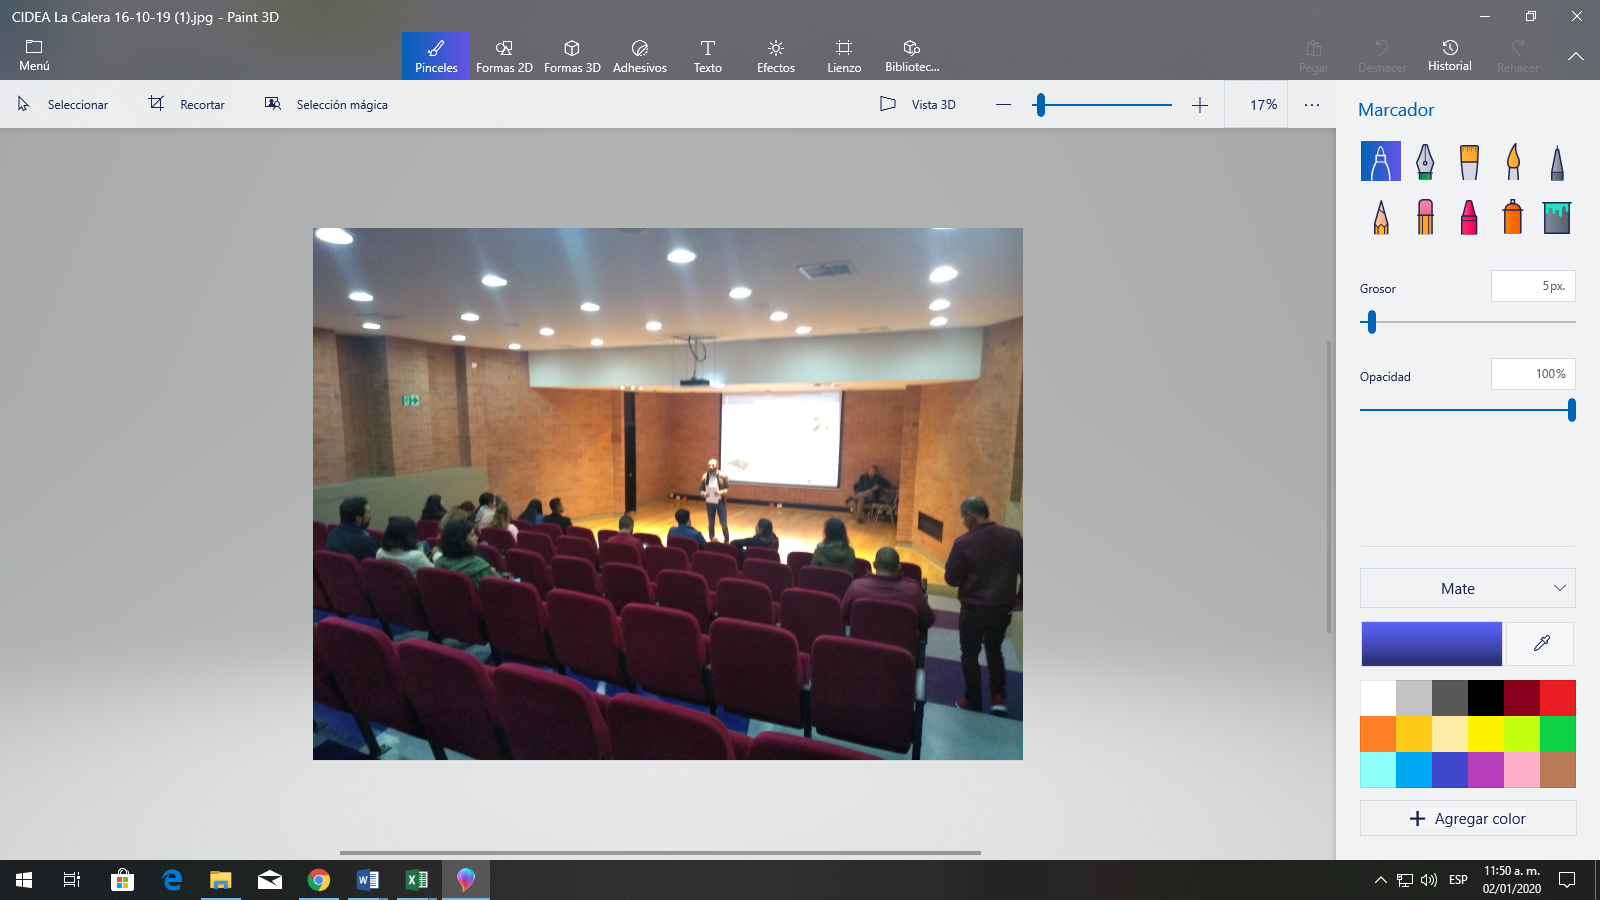 CIDEA La Calera 16-10-19 (1).jpg - Paint 3D
Menú
Pinceles
Formas 2D
Formas 3D
Adhesivos
Texto
Efectos
Lienzo
Bibliotec...
Pegar
Deshacer
Historial
Rehacer
Seleccionar
Recortar
Selección mágica
Vista 3D
17%
Marcador
Grosor
5px.
Opacidad
100%
Mate
Agregar color
ESP
11:50 a. m.
02/01/2020